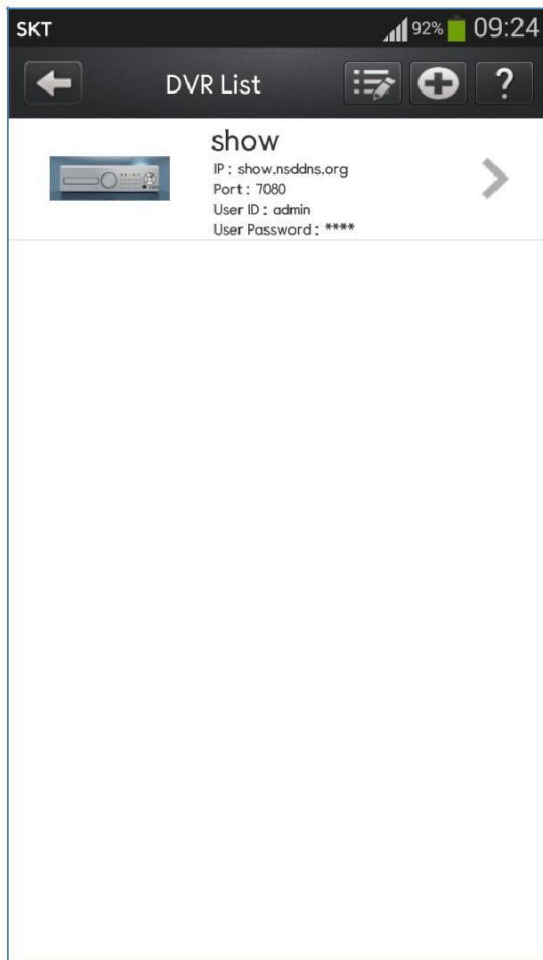 SKT 92% 09:24
DVR List ?
show
IP : show.nsddns.org
Port : 7080
User ID : admin
User Password : ****